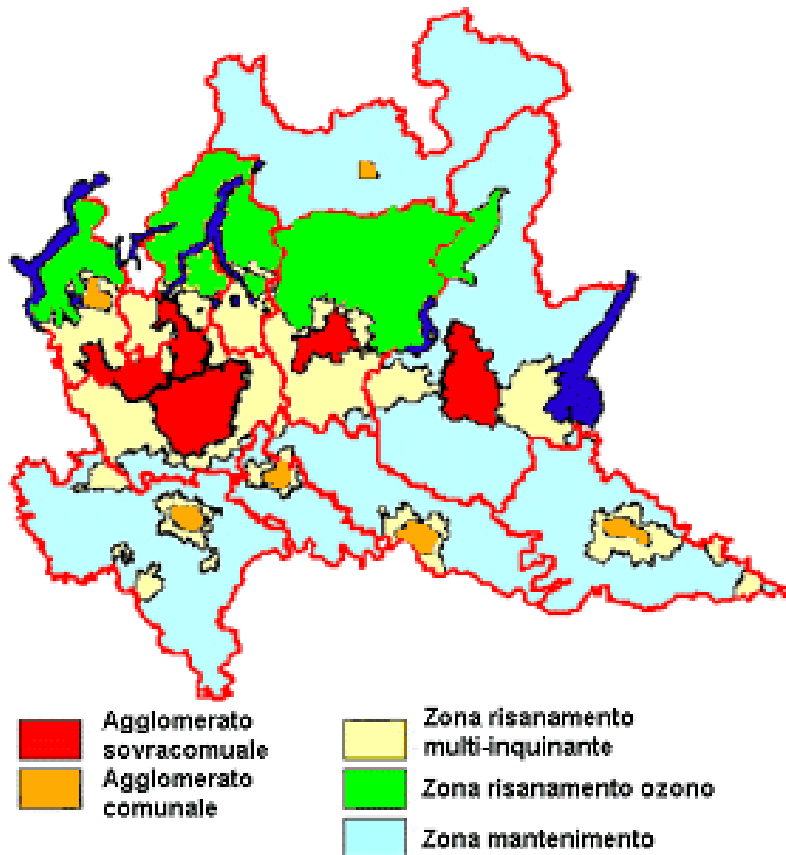 Agglomerato
sovracomuale
Agglomerato
comunale
Zona risanamento
multi-inquinante
Zona risanamento ozono
Zona mantenimento